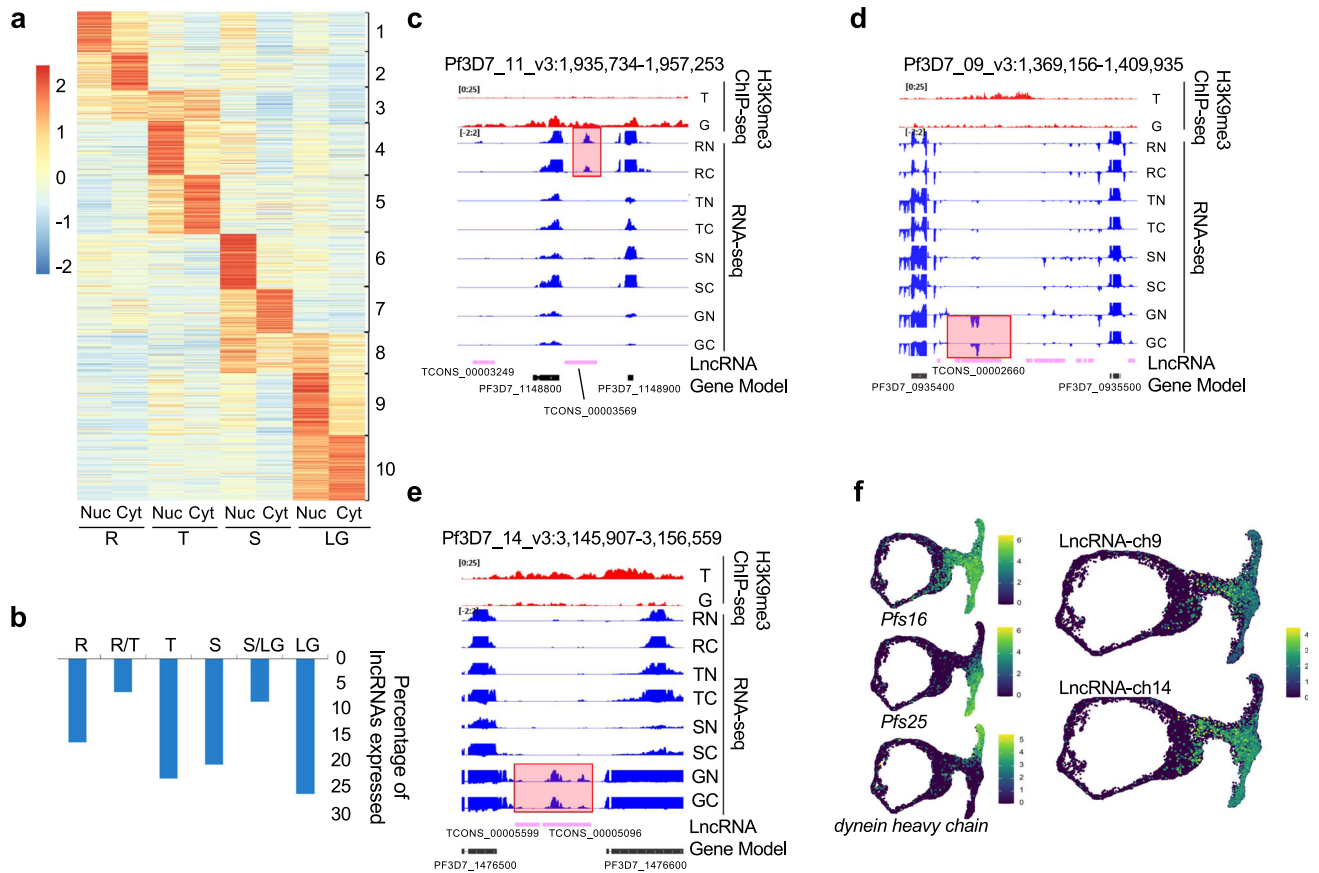 a
2
1
0
-1
-2
1
2
3
4
5
6
7
8
9
10
Nuc Cyt Nuc Cyt Nuc Cyt Nuc Cyt
R T S LG
b
R R/T T S S/LG LG
0
5
10
15
20
25
30
Percentage of
lncRNAs expressed
c
Pf3D7_11_v3:1,935,734-1,957,253
[0:25]
T
G
H3K9me3
ChIP-seq
[-2:2]
RN
RC
TN
TC
SN
SC
GN
GC
RNA-seq
LncRNA
TCONS_00003249
Gene Model
PF3D7_1148800
PF3D7_1148900
TCONS_00003569
d
Pf3D7_09_v3:1,369,156-1,409,935
[0:25]
T
G
H3K9me3
ChIP-seq
[-2:2]
RN
RC
TN
TC
SN
SC
GN
GC
RNA-seq
LncRNA
TCONS_00002660
Gene Model
PF3D7_0935400
PF3D7_0935500
e
Pf3D7_14_v3:3,145,907-3,156,559
[0:25]
T
G
H3K9me3
ChIP-seq
[-2:2]
RN
RC
TN
TC
SN
SC
GN
GC
RNA-seq
LncRNA
TCONS_00005599
TCONS_00005096
Gene Model
PF3D7_1476500
PF3D7_1476600
f
6
4
2
0
Pfs16
6
4
2
0
Pfs25
5
4
3
2
1
0
dynein heavy chain
LncRNA-ch9
LncRNA-ch14
4
3
2
1
0